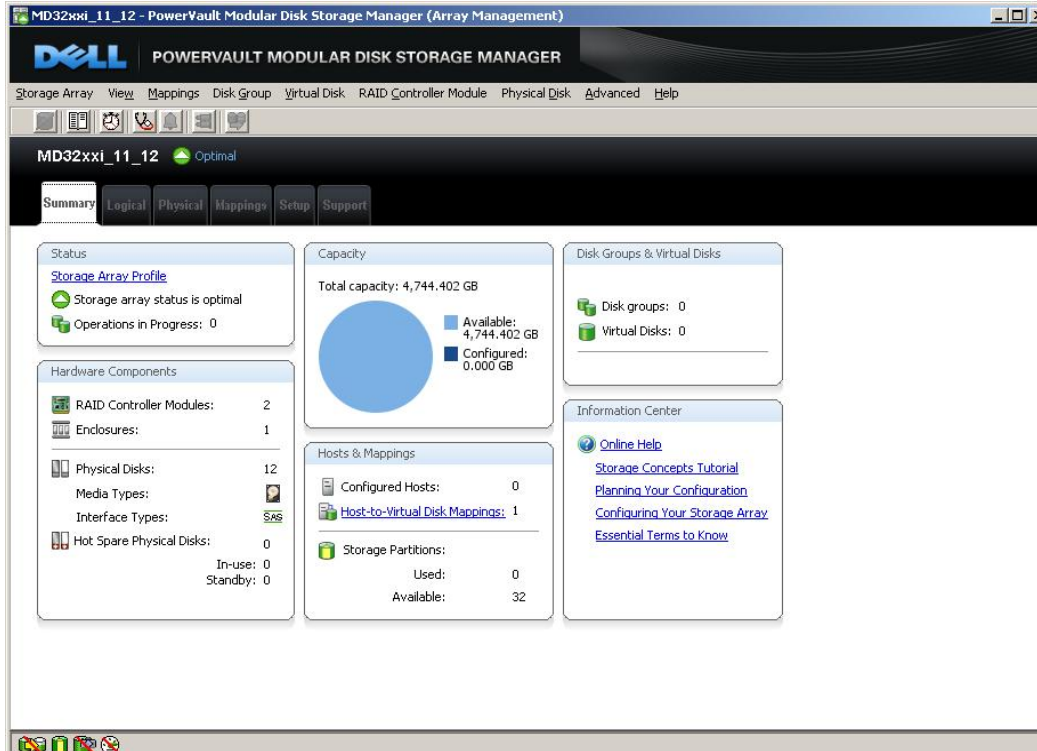 MD32xxi_11_12 - PowerVault Modular Disk Storage Manager (Array Management)
DELL POWERVAULT MODULAR DISK STORAGE MANAGER
Storage Array View Mappings Disk Group Virtual Disk RAID Controller Module Physical Disk Advanced Help
MD32xxi_11_12 Optimal
Summary Logical Physical Mappings Setup Support
Status
Storage Array Profile
Storage array status is optimal
Operations in Progress: 0
Hardware Components
RAID Controller Modules: 2
Enclosures: 1
Physical Disks: 12
Media Types:
Interface Types: SAS
Hot Spare Physical Disks: 0
In-use: 0
Standby: 0
Capacity
Total capacity: 4,744.402 GB
Available:
4,744.402 GB
Configured:
0.000 GB
Hosts & Mappings
Configured Hosts: 0
Host-to-Virtual Disk Mappings: 1
Storage Partitions:
Used: 0
Available: 32
Disk Groups & Virtual Disks
Disk groups: 0
Virtual Disks: 0
Information Center
Online Help
Storage Concepts Tutorial
Planning Your Configuration
Configuring Your Storage Array
Essential Terms to Know